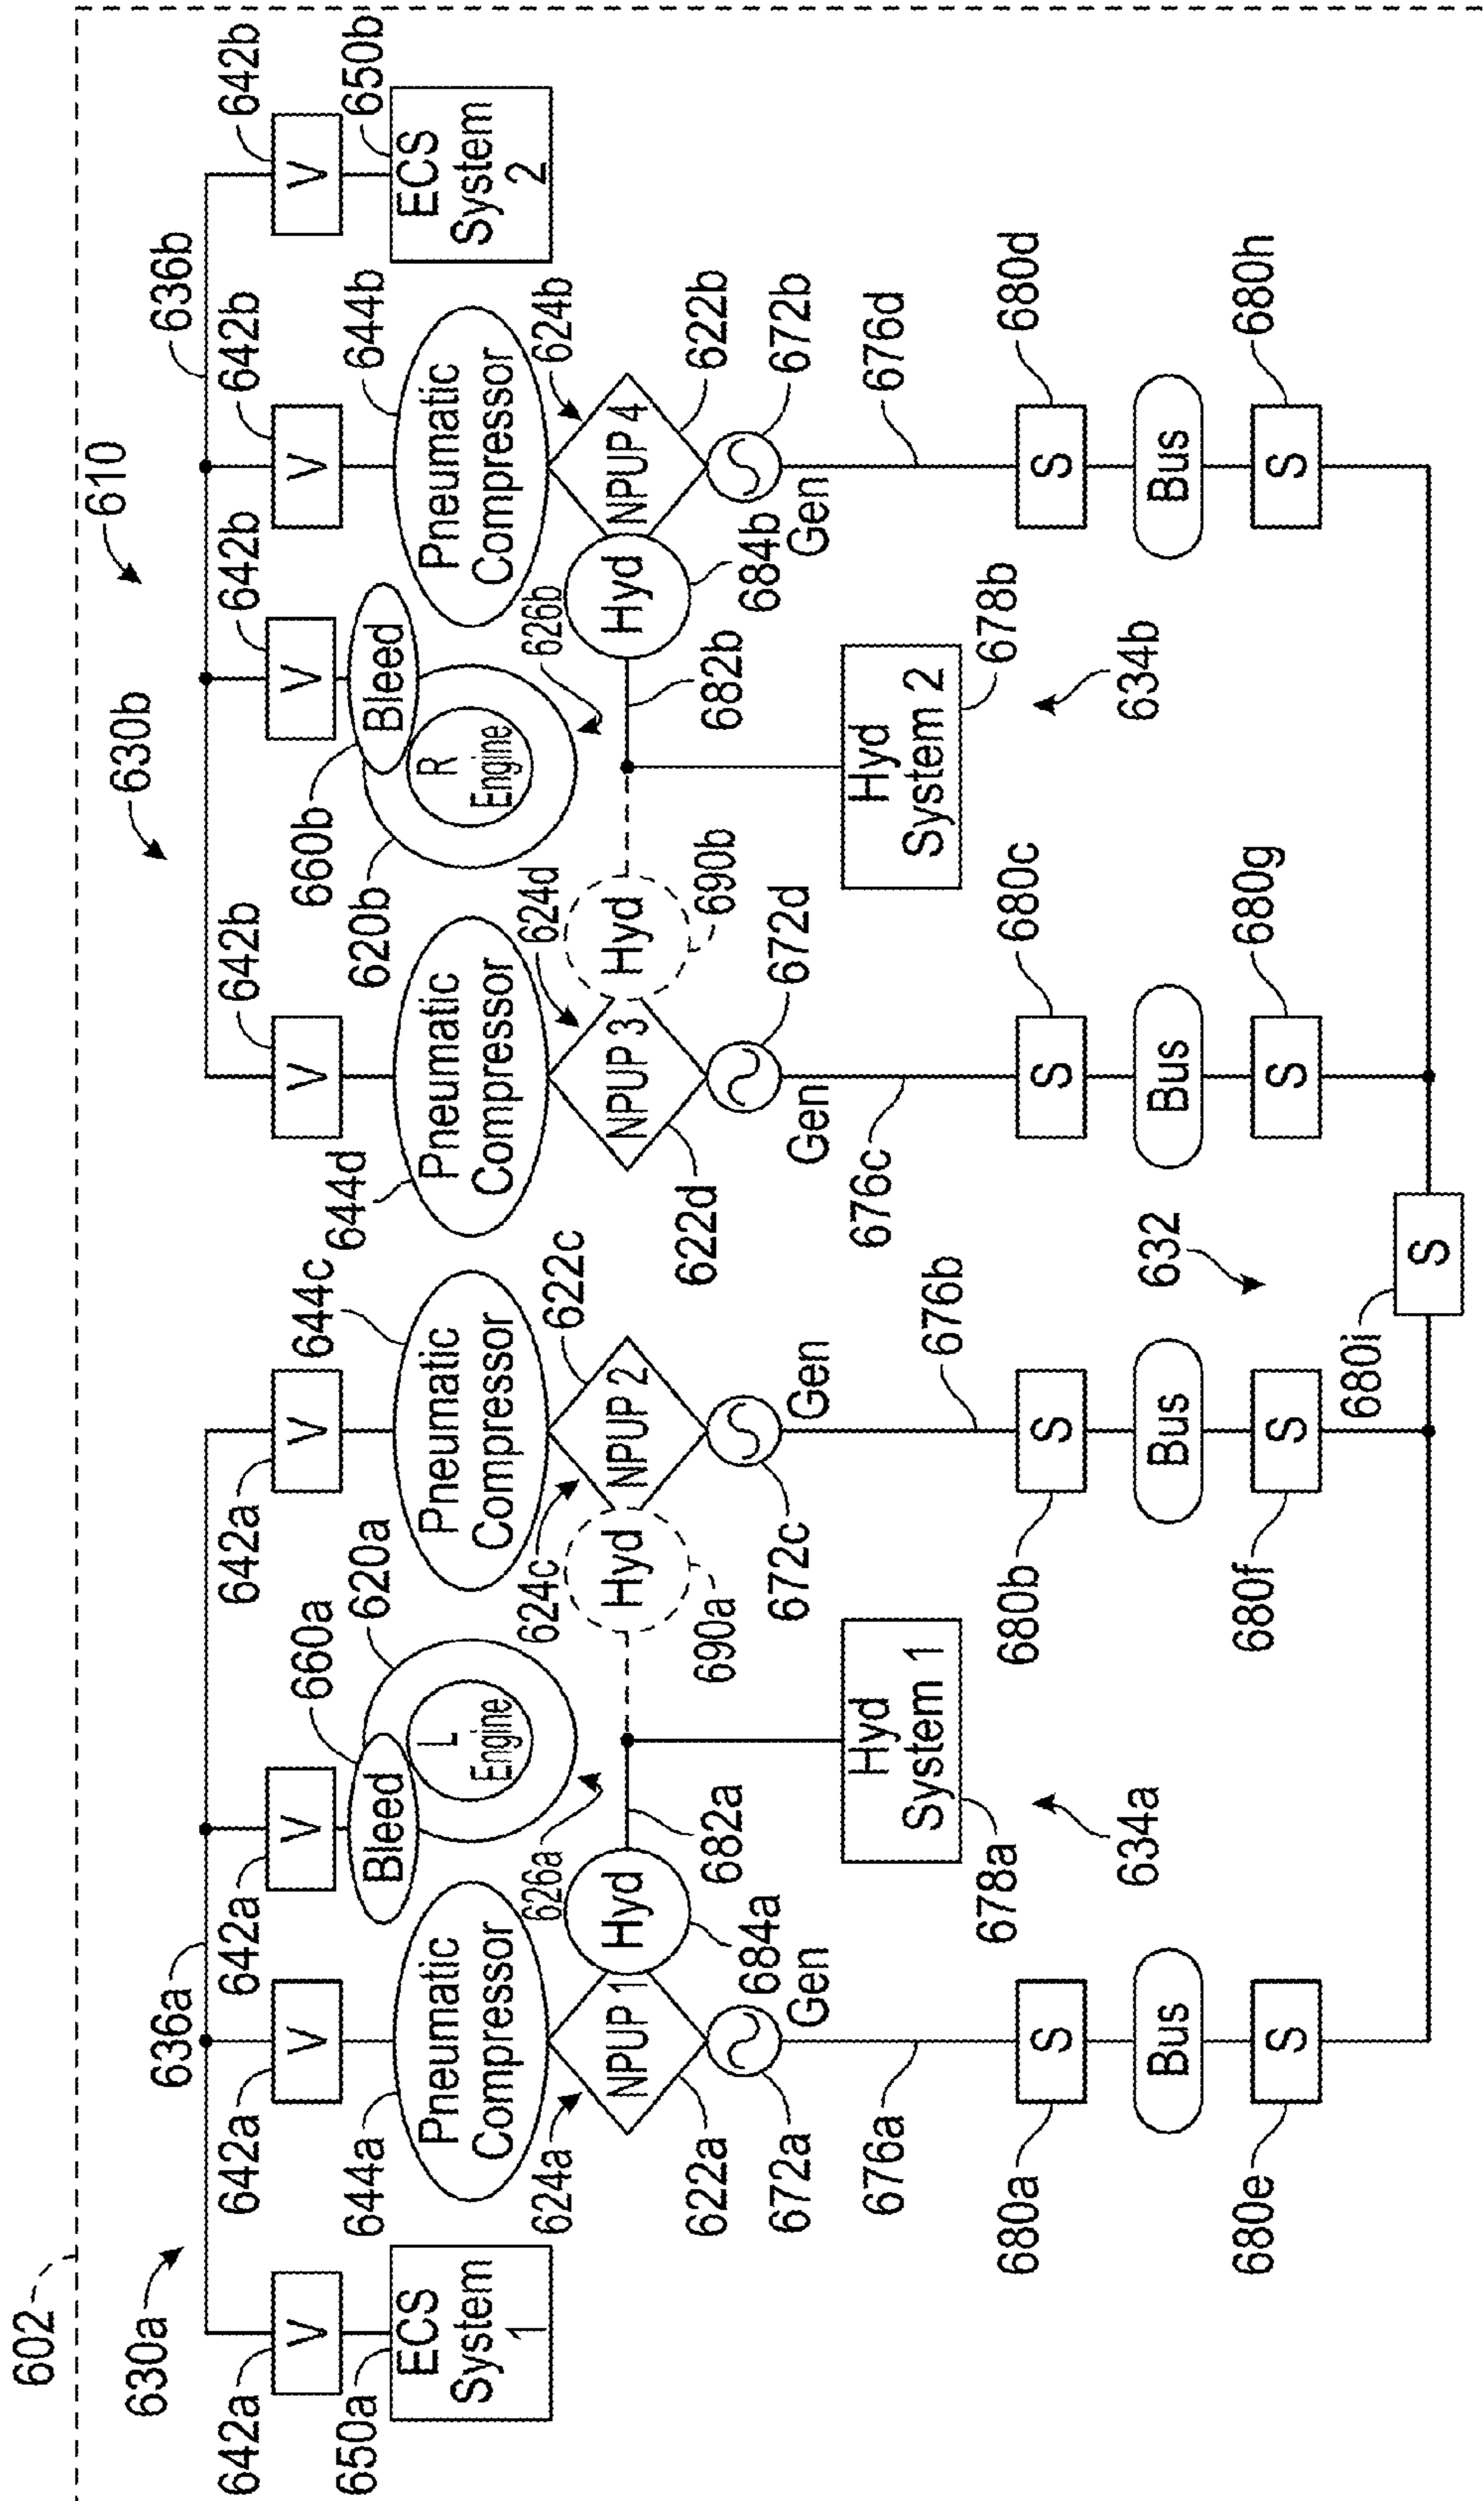 602
610
630a
630b
636a
636b
642a
642a
642a
642a
642b
642b
642b
642b
V
V
V
V
V
V
V
V
650a
644a
660a
620a
644c
644d
620b
660b
644b
650b
ECS
System
1
Pneumatic
Compressor
Bleed
L
Engine
Pneumatic
Compressor
Pneumatic
Compressor
Bleed
R
Engine
Pneumatic
Compressor
ECS
System
2
624a
626a
624c
622c
624d
626b
624b
NPUP 1
Hyd
Hyd
NPUP 2
NPUP 3
Hyd
Hyd
NPUP 4
622a
684a
682a
690a
622d
690b
682b
684b
622b
672a
Gen
672c
Gen
Gen
672d
Gen
672b
676a
Hyd
System 1
676b
676c
Hyd
System 2
676d
678a
678b
680a
S
680b
S
S
680c
S
680d
634a
632
634b
Bus
Bus
Bus
Bus
680e
S
680f
S
S
680g
S
680h
680i
S